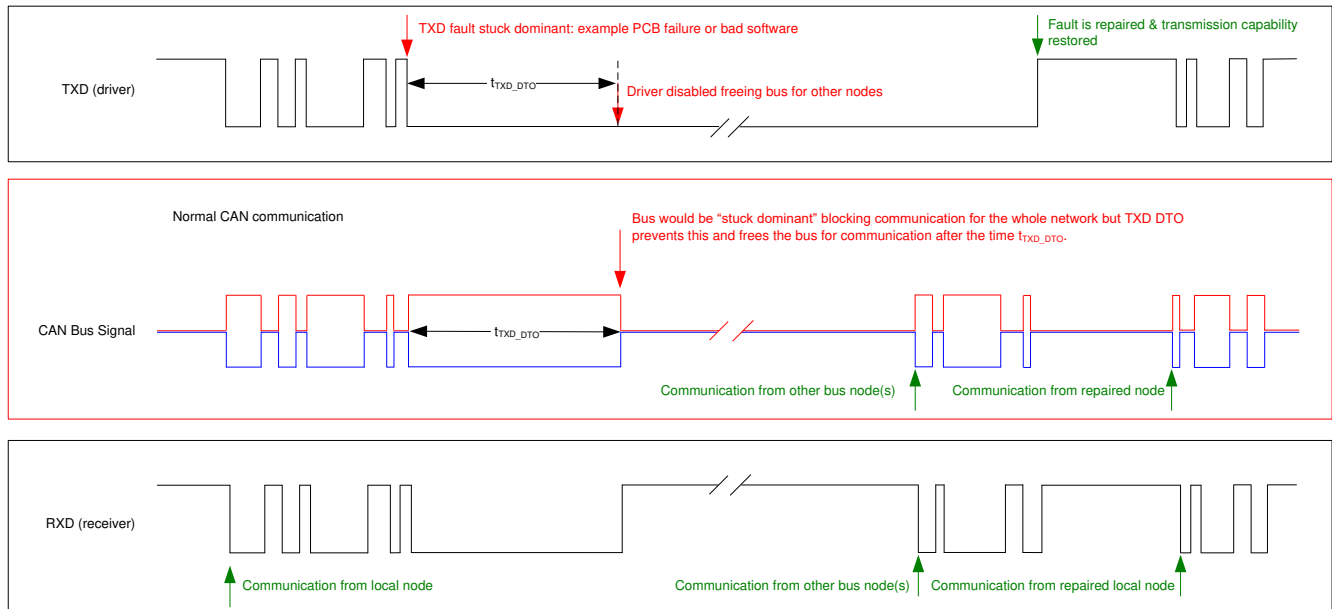 TXD fault stuck dominant: example PCB failure or bad software
Fault is repaired & transmission capability
restored
TXD (driver)
tTXD_DTO
Driver disabled freeing bus for other nodes
Normal CAN communication
Bus would be “stuck dominant” blocking communication for the whole network but TXD DTO
prevents this and frees the bus for communication after the time tTXD_DTO.
CAN Bus Signal
tTXD_DTO
Communication from other bus node(s)
Communication from repaired node
RXD (receiver)
Communication from local node
Communication from other bus node(s)
Communication from repaired local node